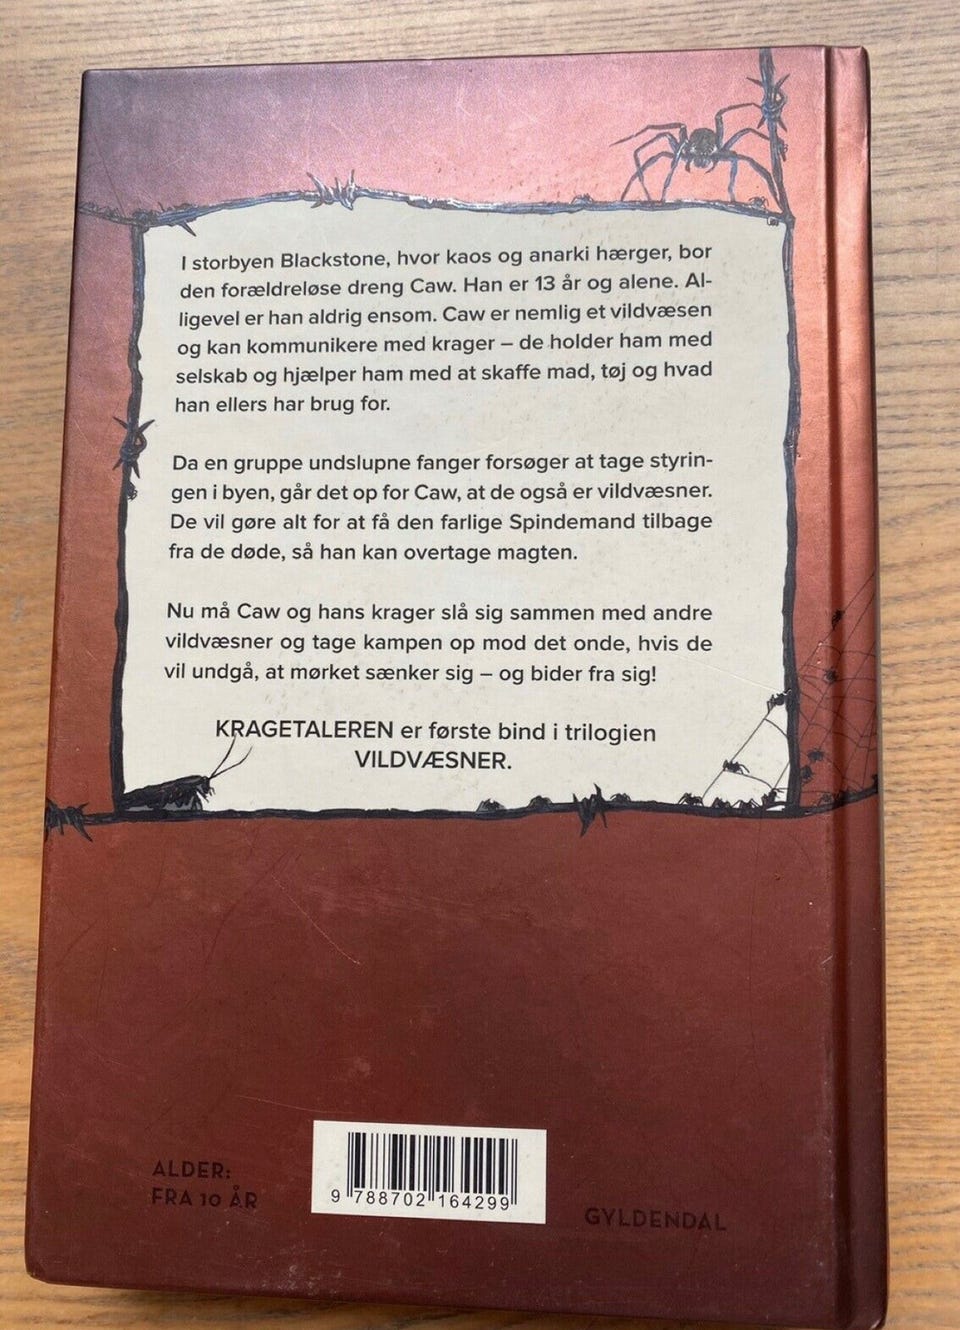 I storbyen Blackstone, hvor kaos og anarki hærger, bor
den forældreløse dreng Caw. Han er 13 år og alene. Al-
ligevel er han aldrig ensom. Caw er nemlig et vildvæsen
og kan kommunikere med krager – de holder ham med
selskab og hjælper ham med at skaffe mad, tøj og hvad
han ellers har brug for.
Da en gruppe undslupne fanger forsøger at tage styrin-
gen i byen, går det op for Caw, at de også er vildvæsner.
De vil gøre alt for at få den farlige Spindemand tilbage
fra de døde, så han kan overtage magten.
Nu må Caw og hans krager slå sig sammen med andre
vildvæsner og tage kampen op mod det onde, hvis de
vil undgå, at mørket sænker sig – og bider fra sig!
KRAGETALEREN er første bind i trilogien
VILDVÆSNER.
ALDER:
FRA 10 ÅR
9 788702 164299
GYLDENDAL